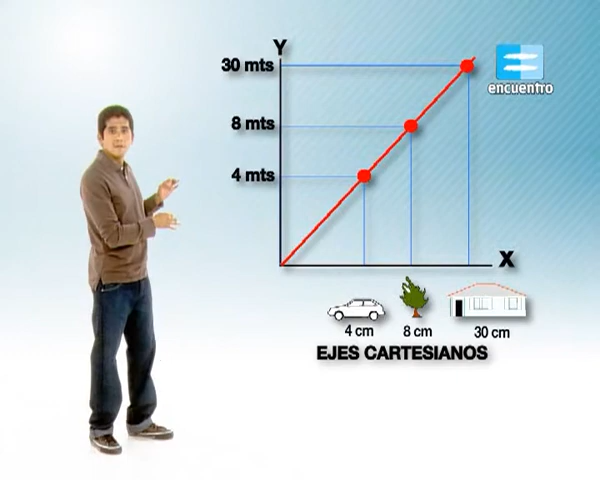 Y
30 mts
encuentro
8 mts
4 mts
X
4 cm
8 cm
30 cm
EJES CARTESIANOS